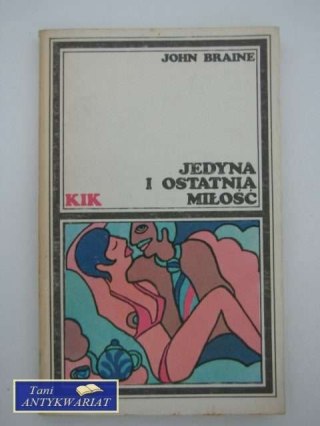 JOHN BRAINE
JEDYNA
I OSTATNIA
MIŁOŚĆ
KIK
Tani
ANTYKWARIAT